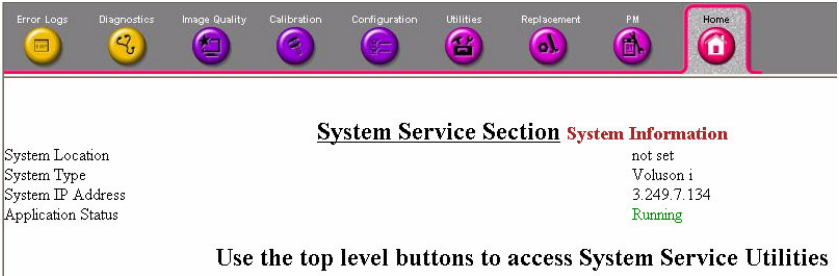 Error Logs Diagnostics Image Quality Calibration Configuration Utilities Replacement PM Home
System Service Section System Information
System Location not set
System Type Voluson i
System IP Address 3.249.7.134
Application Status Running
Use the top level buttons to access System Service Utilities